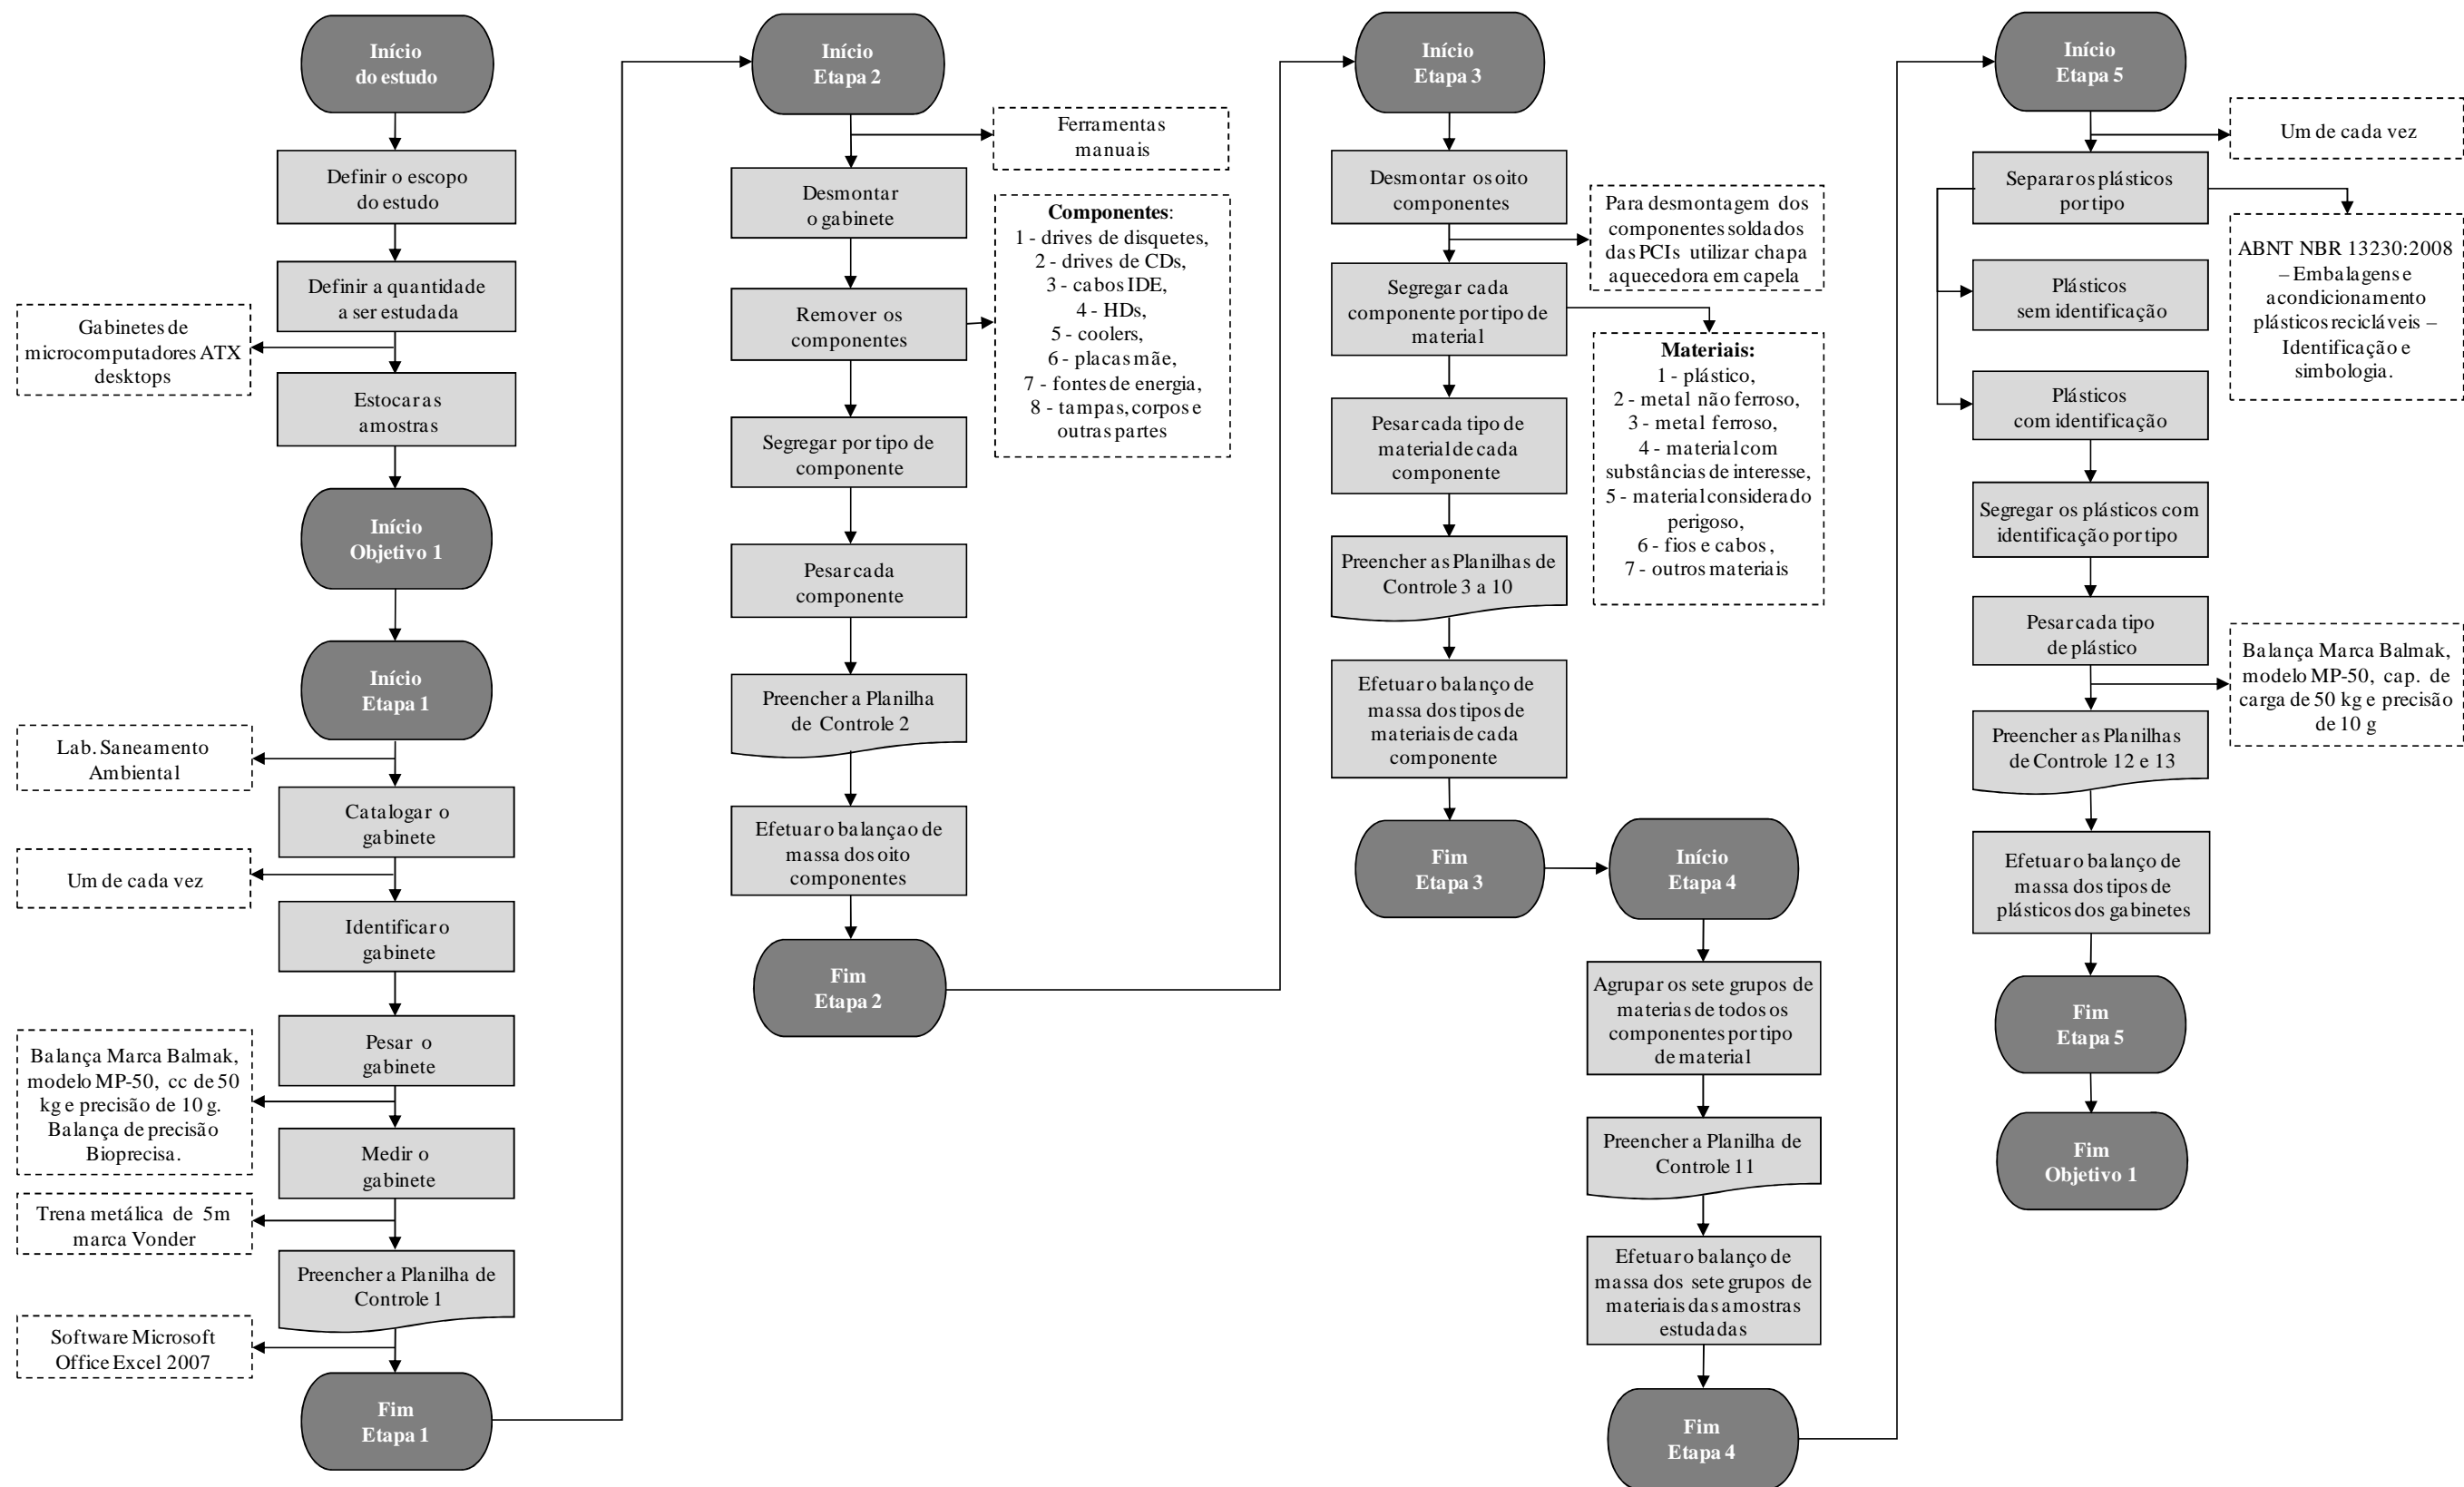 Início
do estudo
Definir o escopo
do estudo
Definir a quantidade
a ser estudada
Gabinetes de
microcomputadores ATX
desktops
Estocar as
amostras
Início
Objetivo 1
Início
Etapa 1
Lab. Saneamento
Ambiental
Catalogar o
gabinete
Um de cada vez
Identificar o
gabinete
Pesar o
gabinete
Balança Marca Balmak,
modelo MP-50, cc de 50
kg e precisão de 10 g.
Balança de precisão
Bioprecisa.
Medir o
gabinete
Trena metálica de 5m
marca Vonder
Preencher a Planilha de
Controle 1
Software Microsoft
Office Excel 2007
Fim
Etapa 1
Início
Etapa 2
Ferramentas
manuais
Desmontar
o gabinete
Remover os
componentes
Componentes:
1 - drives de disquetes,
2 - drives de CDs,
3 - cabos IDE,
4 - HDs,
5 - coolers,
6 - placas mãe,
7 - fontes de energia,
8 - tampas, corpos e
outras partes
Segregar por tipo de
componente
Pesar cada
componente
Preencher a Planilha
de Controle 2
Efetuar o balançao de
massa dos oito
componentes
Fim
Etapa 2
Início
Etapa 3
Desmontar os oito
componentes
Para desmontagem dos
componentes soldados
das PCIs utilizar chapa
aquecedora em capela
Segregar cada
componente por tipo de
material
Materiais:
1 - plástico,
2 - metal não ferroso,
3 - metal ferroso,
4 - material com
substâncias de interesse,
5 - material considerado
perigoso,
6 - fios e cabos ,
7 - outros materiais
Pesar cada tipo de
material de cada
componente
Preencher as Planilhas de
Controle 3 a 10
Efetuar o balanço de
massa dos tipos de
materiais de cada
componente
Fim
Etapa 3
Início
Etapa 4
Agrupar os sete grupos de
materias de todos os
componentes por tipo
de material
Preencher a Planilha de
Controle 11
Efetuar o balanço de
massa dos sete grupos de
materiais das amostras
estudadas
Fim
Etapa 4
Início
Etapa 5
Um de cada vez
Separar os plásticos
por tipo
ABNT NBR 13230:2008
– Embalagens e
acondicionamento
plásticos recicláveis –
Identificação e
simbologia.
Plásticos
sem identificação
Plásticos
com identificação
Segregar os plásticos com
identificação por tipo
Pesar cada tipo
de plástico
Balança Marca Balmak,
modelo MP-50, cap. de
carga de 50 kg e precisão
de 10 g
Preencher as Planilhas
de Controle 12 e 13
Efetuar o balanço de
massa dos tipos de
plásticos dos gabinetes
Fim
Etapa 5
Fim
Objetivo 1